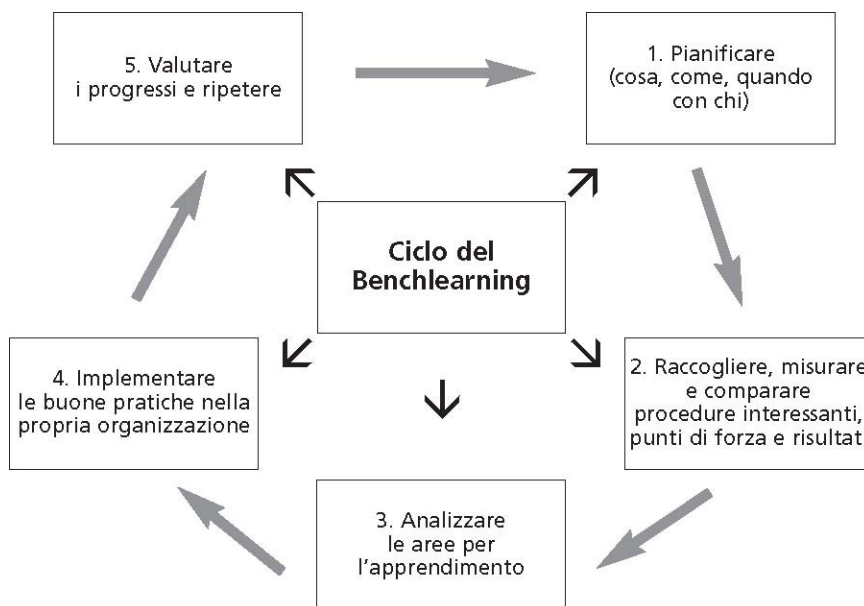 5. Valutare
i progressi e ripetere
1. Pianificare
(cosa, come, quando
con chi)
Ciclo del
Benchlearning
4. Implementare
le buone pratiche nella
propria organizzazione
2. Raccogliere, misurare
e comparare
procedure interessanti,
punti di forza e risultat
3. Analizzare
le aree per
l’apprendimento